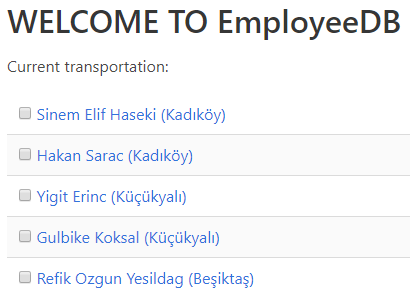 WELCOME TO EmployeeDB
Current transportation:
Sinem Elif Haseki (Kadıköy)
Hakan Sarac (Kadıköy)
Yigit Erinc (Küçükyalı)
Gulbike Koksal (Küçükyalı)
Refik Ozgun Yesildag (Beşiktaş)